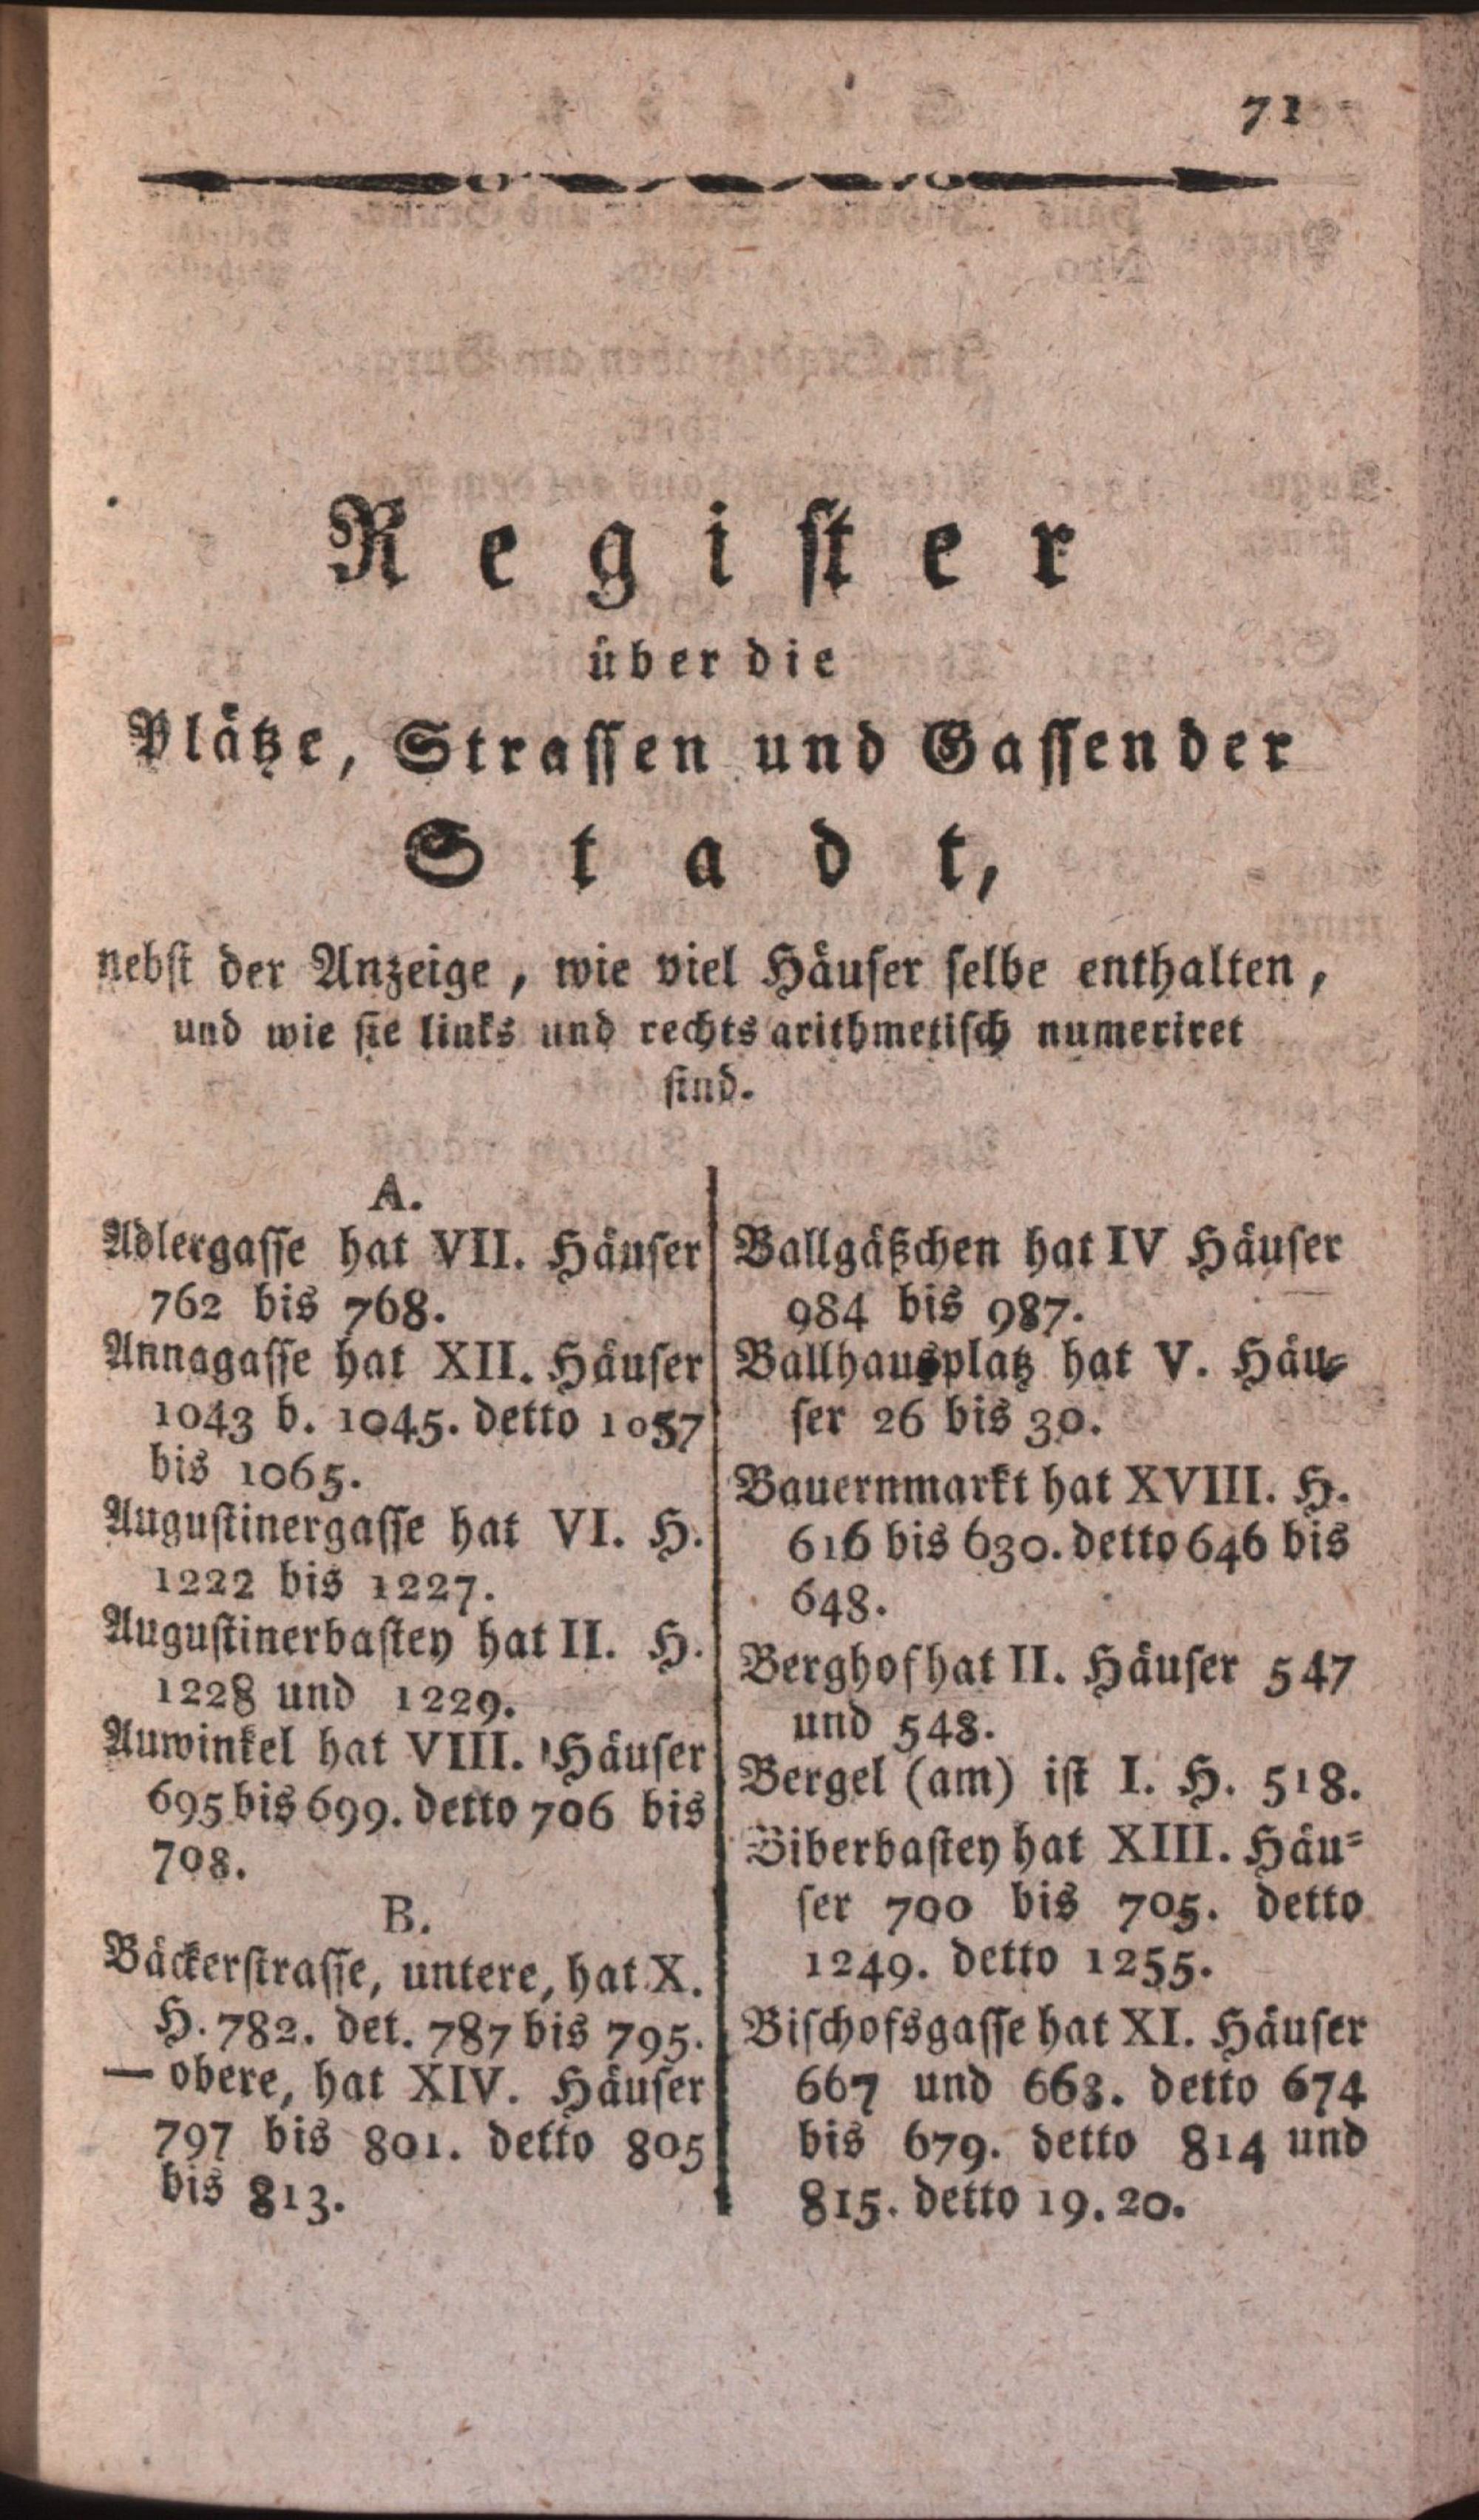 71
Register
über die
Plätze, Strassen und Gassen der
Stadt,
nebst der Anzeige, wie viel Häuser selbe enthalten,
und wie sie links und rechts arithmetisch numeriret
sind.
A.
Adlergasse hat VII. Häuser
762 bis 768.
Annagasse hat XII. Häuser
1043 b. 1045. detto 1057
bis 1065.
Augustinergasse hat VI. H.
1222 bis 1227.
Augustinerbastey hat II. H.
1228 und 1229.
Auwinkel hat VIII. Häuser
695 bis 699. detto 706 bis
708.
B.
Bäckerstrasse, untere, hat X.
H. 782. det. 787 bis 795.
— obere, hat XIV. Häuser
797 bis 801. detto 805
bis 813.
Ballgäßchen hat IV Häuser
984 bis 987.
Ballhausplatz hat V. Häu-
ser 26 bis 30.
Bauernmarkt hat XVIII. H.
616 bis 630. detto 646 bis
648.
Berghof hat II. Häuser 547
und 548.
Bergel (am) ist I. H. 518.
Biberbastey hat XIII. Häu-
ser 700 bis 705. detto
1249. detto 1255.
Bischofsgasse hat XI. Häuser
667 und 663. detto 674
bis 679. detto 814 und
815. detto 19. 20.